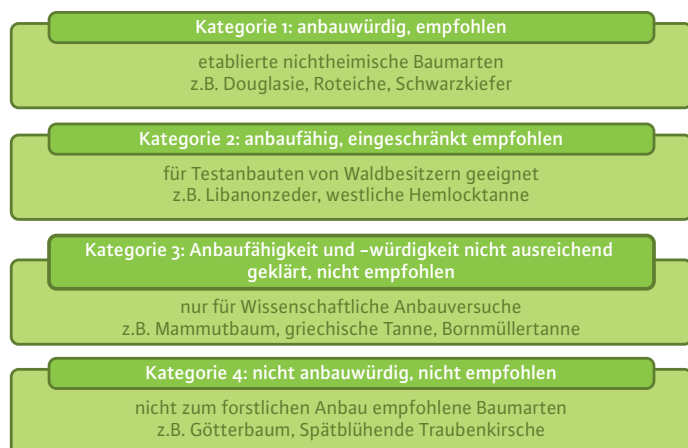 Kategorie 1: anbauwürdig, empfohlen
etablierte nichtheimische Baumarten
z.B. Douglasie, Roteiche, Schwarzkiefer
Kategorie 2: anbaufähig, eingeschränkt empfohlen
für Testanbauten von Waldbesitzern geeignet
z.B. Libanonzeder, westliche Hemlocktanne
Kategorie 3: Anbaufähigkeit und –würdigkeit nicht ausreichend
geklärt, nicht empfohlen
nur für Wissenschaftliche Anbauversuche
z.B. Mammutbaum, griechische Tanne, Bornmüllertanne
Kategorie 4: nicht anbauwürdig, nicht empfohlen
nicht zum forstlichen Anbau empfohlene Baumarten
z.B. Götterbaum, Spätblühende Traubenkirsche